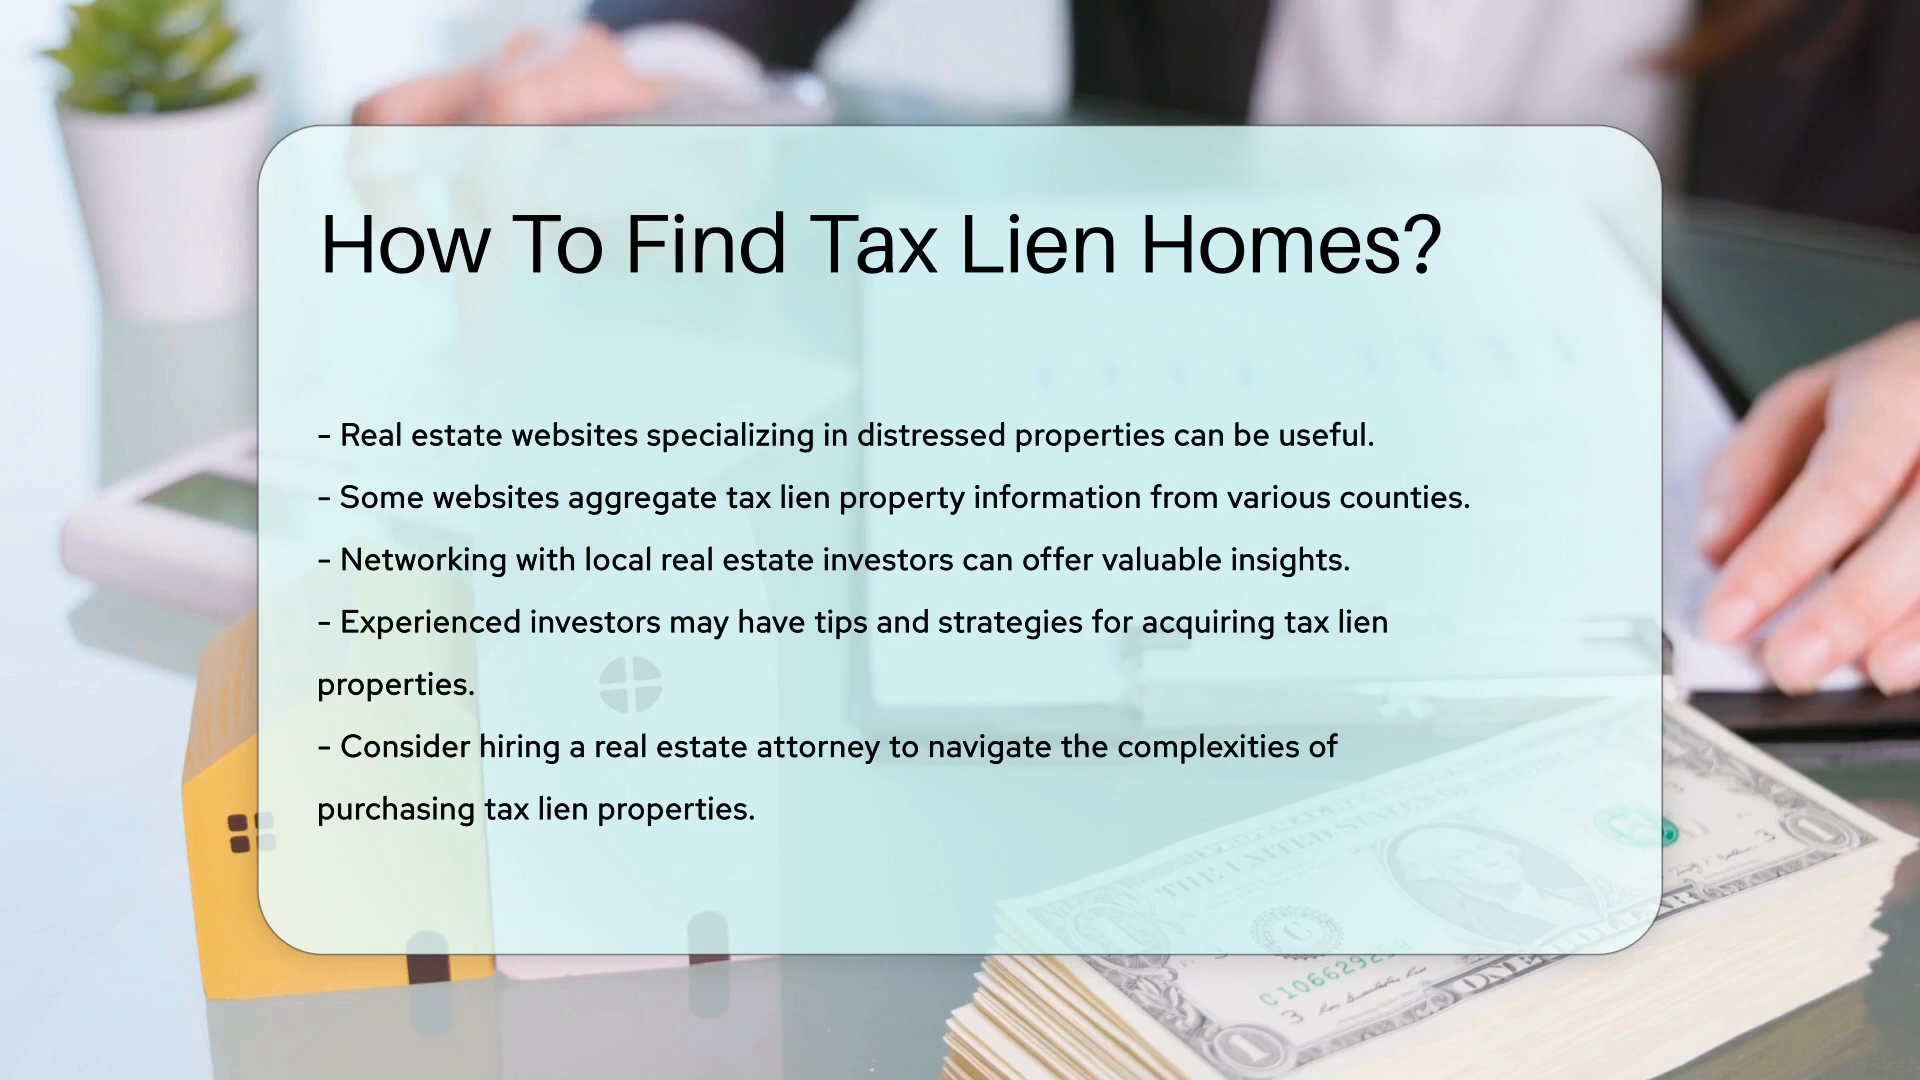 How To Find Tax Lien Homes?
- Real estate websites specializing in distressed properties can be useful.
- Some websites aggregate tax lien property information from various counties.
- Networking with local real estate investors can offer valuable insights.
- Experienced investors may have tips and strategies for acquiring tax lien
properties.
- Consider hiring a real estate attorney to navigate the complexities of
purchasing tax lien properties.
THE UNITED STATES